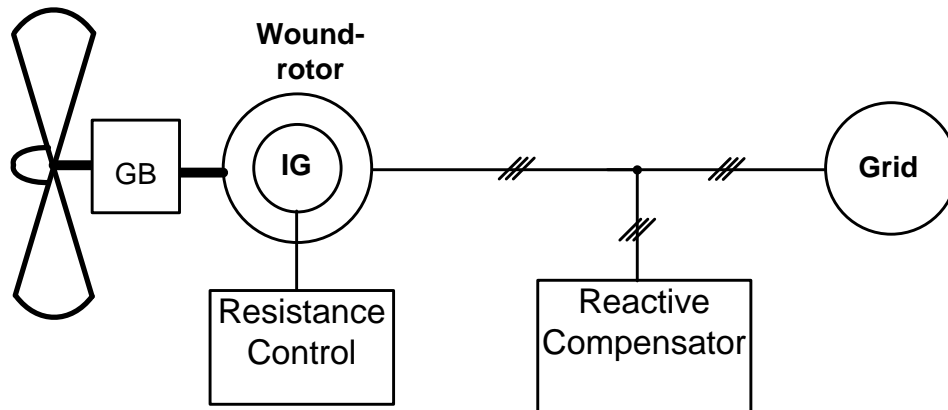 Wound-
rotor
GB
IG
Grid
Resistance
Control
Reactive
Compensator